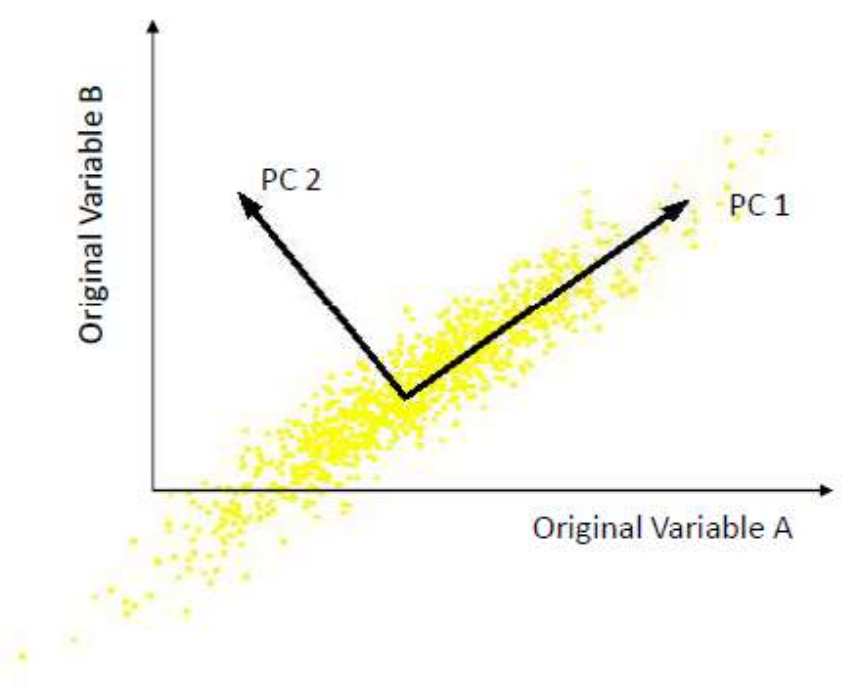 Original Variable B
PC 2
PC 1
Original Variable A